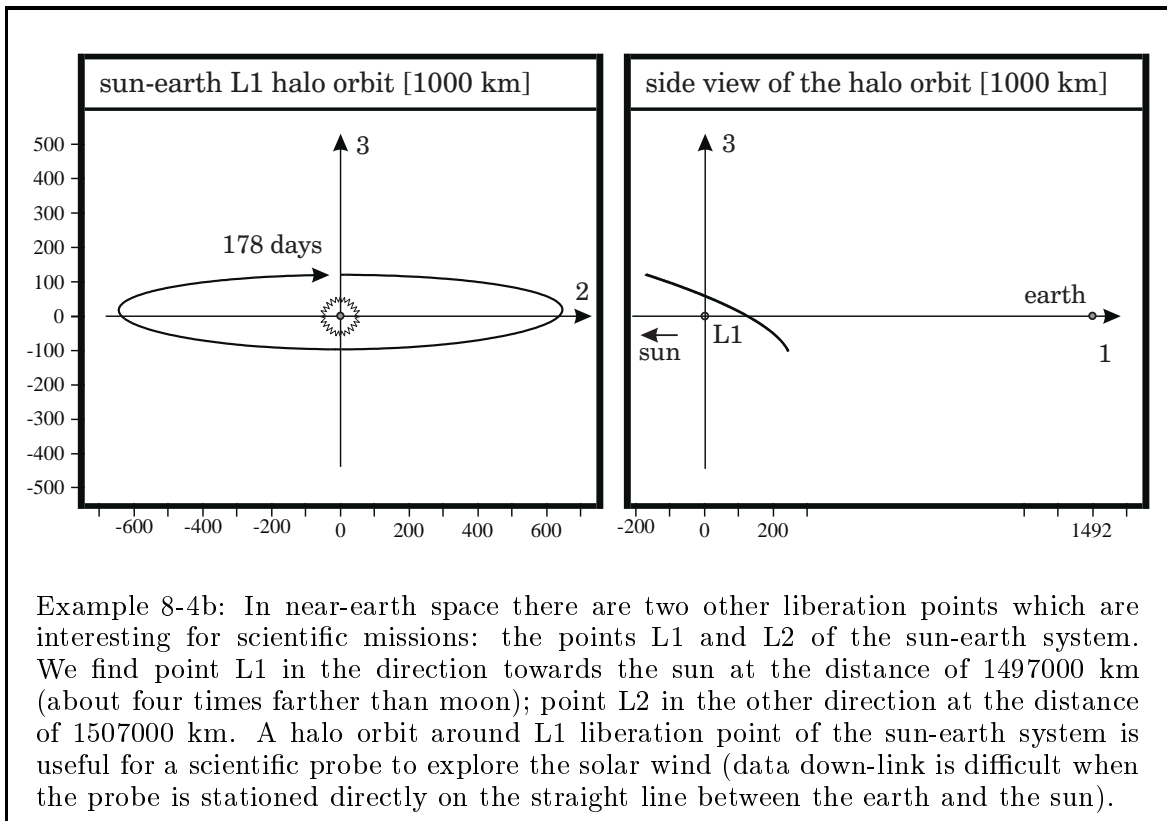 sun-earth L1 halo orbit [1000 km]
side view of the halo orbit [1000 km]
500
400
300
200
100
0
-100
-200
-300
-400
-500
3
178 days
2
-600
-400
-200
0
200
400
600
3
earth
L1
sun
1
-200
0
200
1492
Example 8-4b: In near-earth space there are two other liberation points which are
interesting for scientific missions: the points L1 and L2 of the sun-earth system.
We find point L1 in the direction towards the sun at the distance of 1497000 km
(about four times farther than moon); point L2 in the other direction at the distance
of 1507000 km. A halo orbit around L1 liberation point of the sun-earth system is
useful for a scientific probe to explore the solar wind (data down-link is difficult when
the probe is stationed directly on the straight line between the earth and the sun).